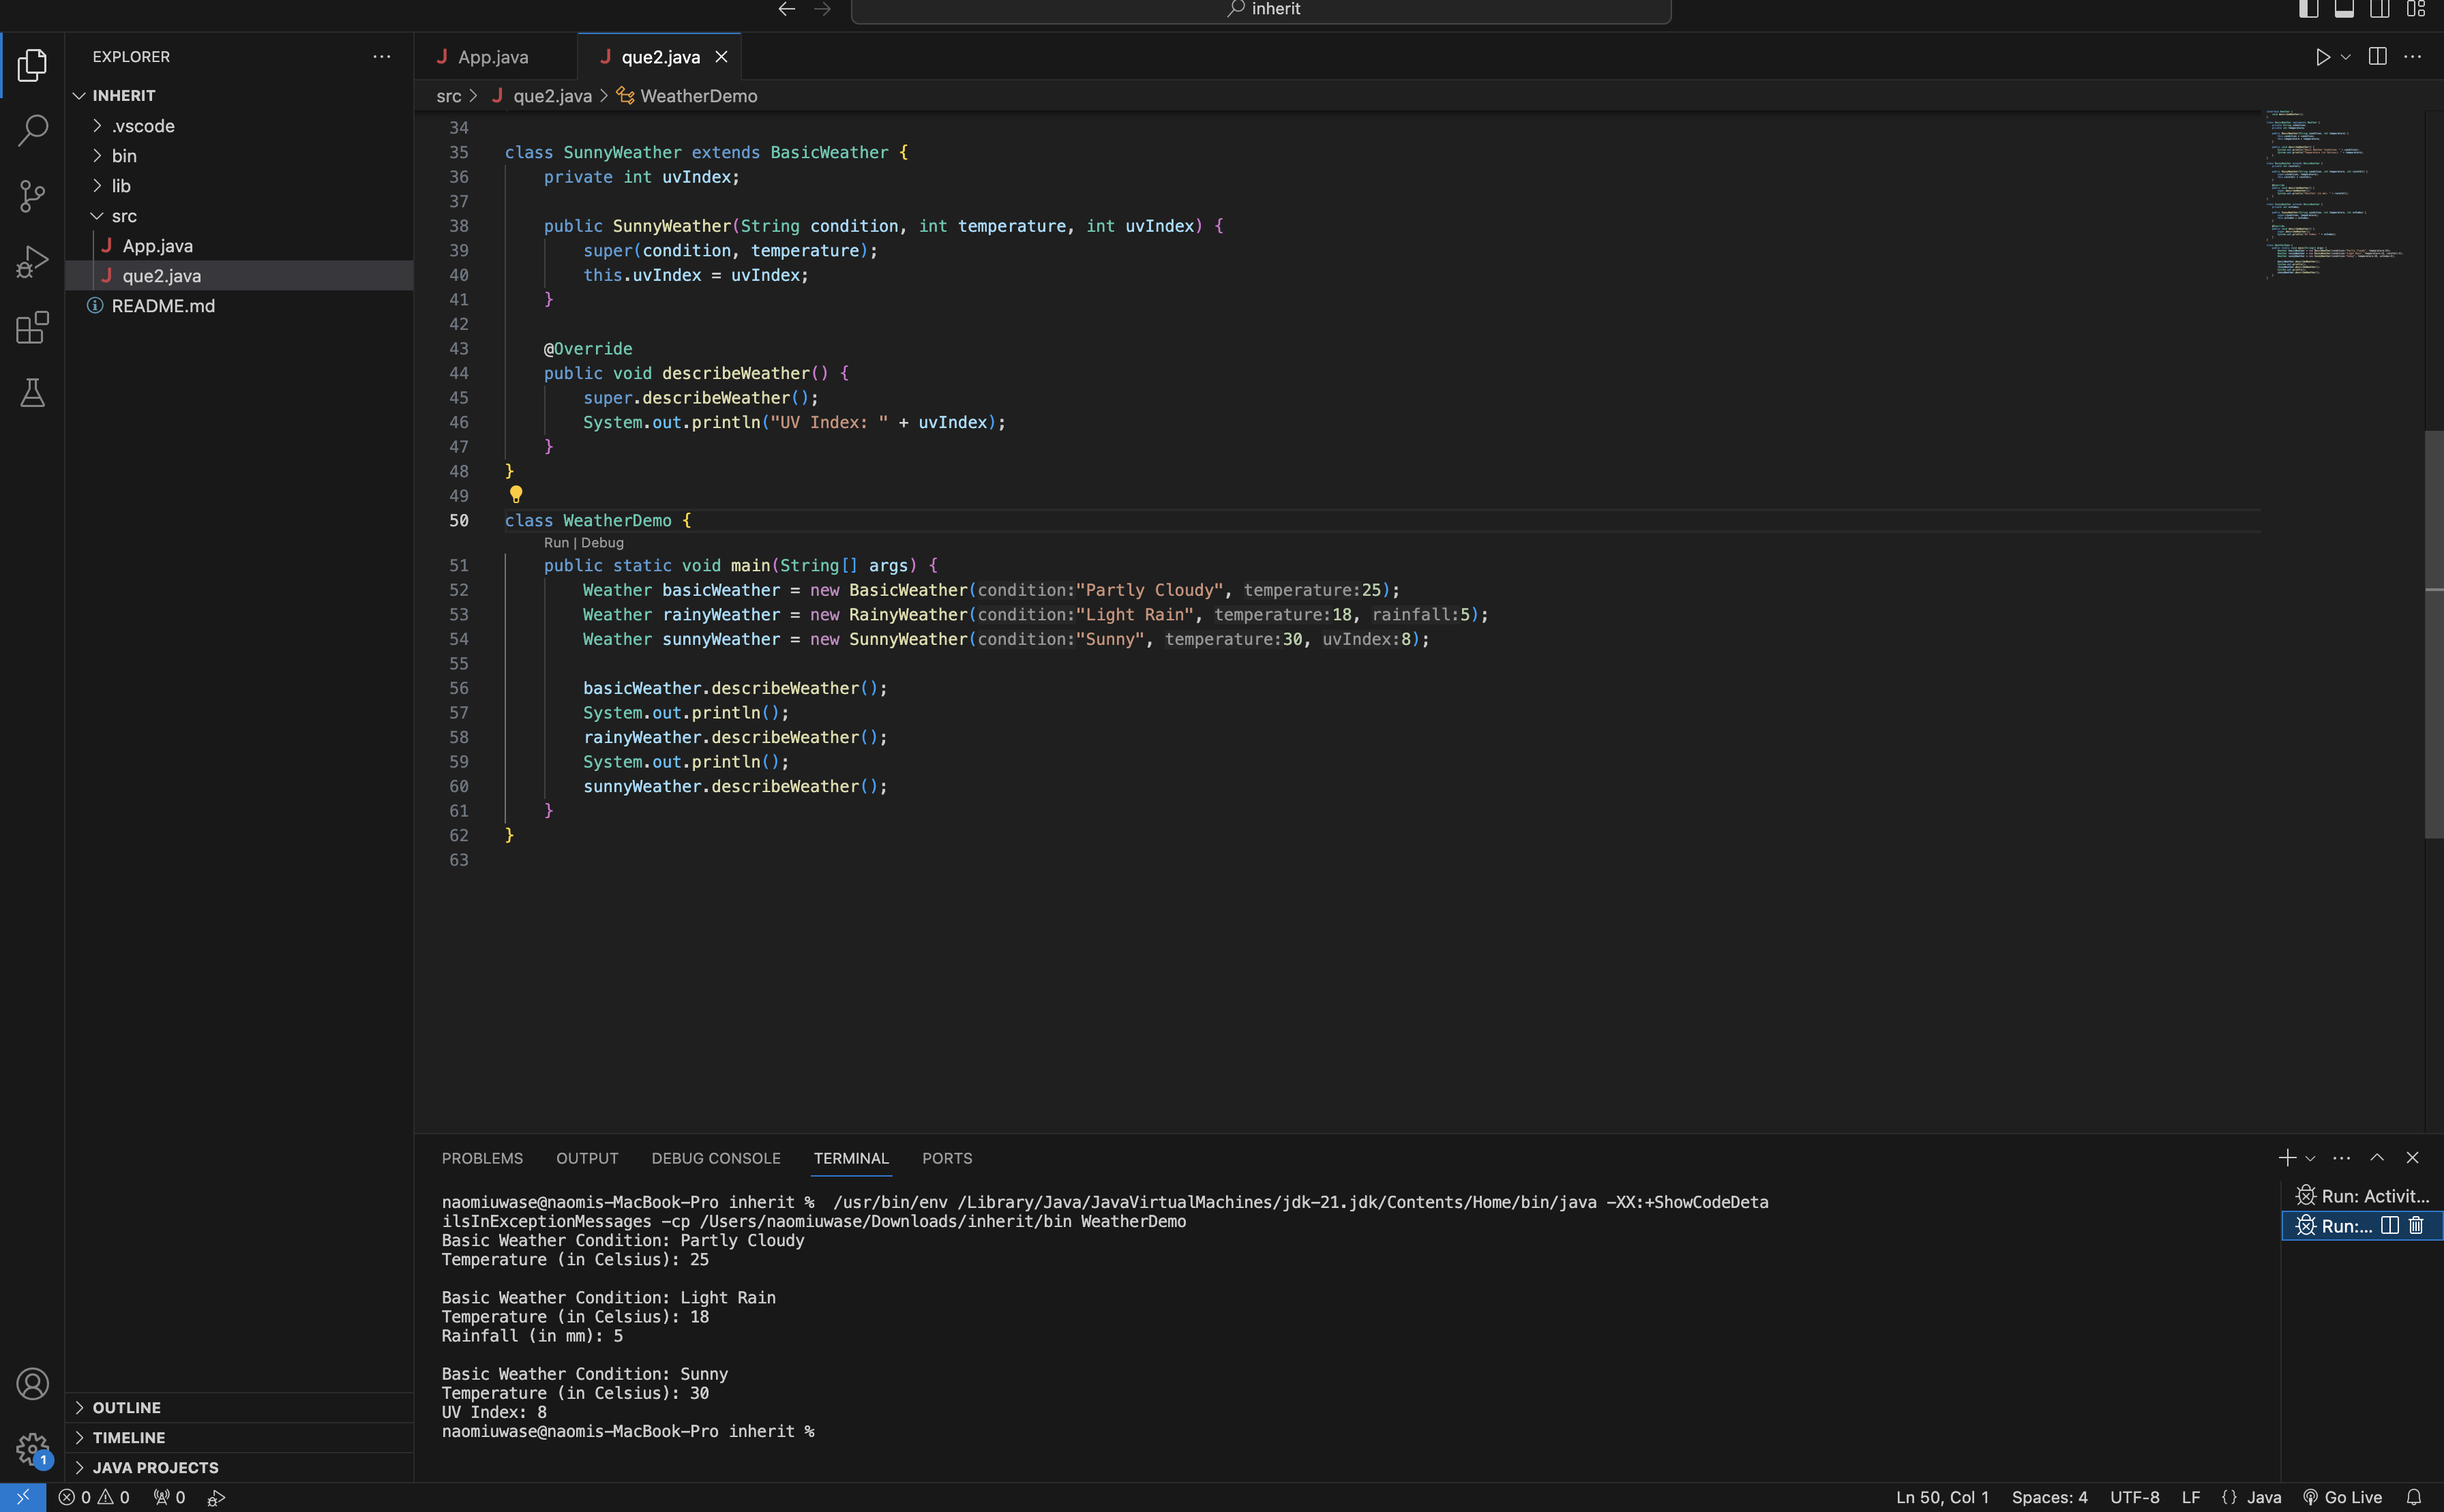 inherit
EXPLORER
INHERIT
.vscode
bin
lib
src
App.java
que2.java
README.md
OUTLINE
TIMELINE
JAVA PROJECTS
1
App.java
que2.java
src > que2.java > WeatherDemo
34
35 class SunnyWeather extends BasicWeather {
36 private int uvIndex;
37
38 public SunnyWeather(String condition, int temperature, int uvIndex) {
39 super(condition, temperature);
40 this.uvIndex = uvIndex;
41 }
42
43 @Override
44 public void describeWeather() {
45 super.describeWeather();
46 System.out.println("UV Index: " + uvIndex);
47 }
48 }
49
50 class WeatherDemo {
Run | Debug
51 public static void main(String[] args) {
52 Weather basicWeather = new BasicWeather(condition:"Partly Cloudy", temperature:25);
53 Weather rainyWeather = new RainyWeather(condition:"Light Rain", temperature:18, rainfall:5);
54 Weather sunnyWeather = new SunnyWeather(condition:"Sunny", temperature:30, uvIndex:8);
55
56 basicWeather.describeWeather();
57 System.out.println();
58 rainyWeather.describeWeather();
59 System.out.println();
60 sunnyWeather.describeWeather();
61 }
62 }
63
PROBLEMS OUTPUT DEBUG CONSOLE TERMINAL PORTS
naomiuwase@naomis-MacBook-Pro inherit % /usr/bin/env /Library/Java/JavaVirtualMachines/jdk-21.jdk/Contents/Home/bin/java -XX:+ShowCodeDeta
ilsInExceptionMessages -cp /Users/naomiuwase/Downloads/inherit/bin WeatherDemo
Basic Weather Condition: Partly Cloudy
Temperature (in Celsius): 25
Basic Weather Condition: Light Rain
Temperature (in Celsius): 18
Rainfall (in mm): 5
Basic Weather Condition: Sunny
Temperature (in Celsius): 30
UV Index: 8
naomiuwase@naomis-MacBook-Pro inherit %
Run: Activit...
Run:...
0 0 0
Ln 50, Col 1 Spaces: 4 UTF-8 LF {} Java Go Live